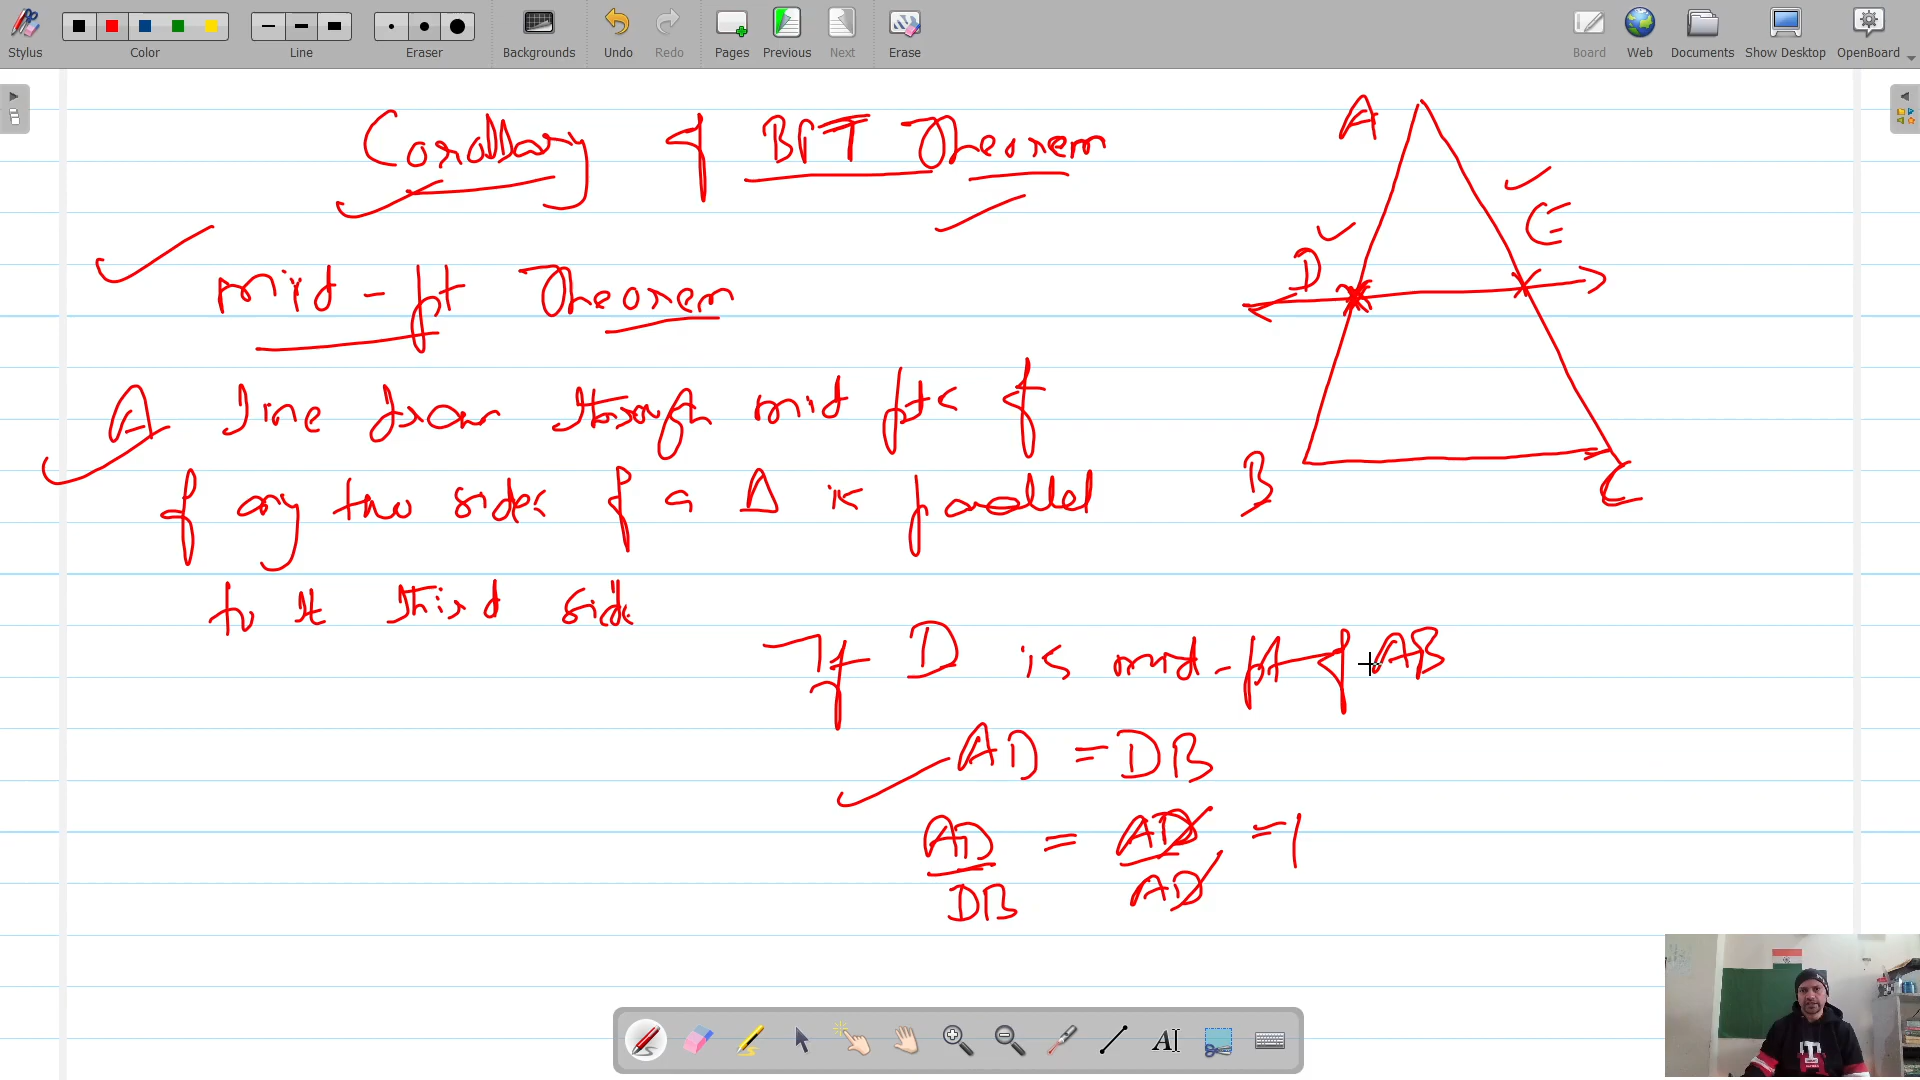 Stylus Color Line Eraser Backgrounds Undo Redo Pages Previous Next Erase Board Web Documents Show Desktop OpenBoard
Corollary of BPT Theorem
mid-pt Theorem
A line drawn through mid pts of
of any two sides of a Δ is parallel
to it third side
A
D
E
B
C
If D is mid-pt of AB
AD = DB
AD/DB = AD/AD = 1